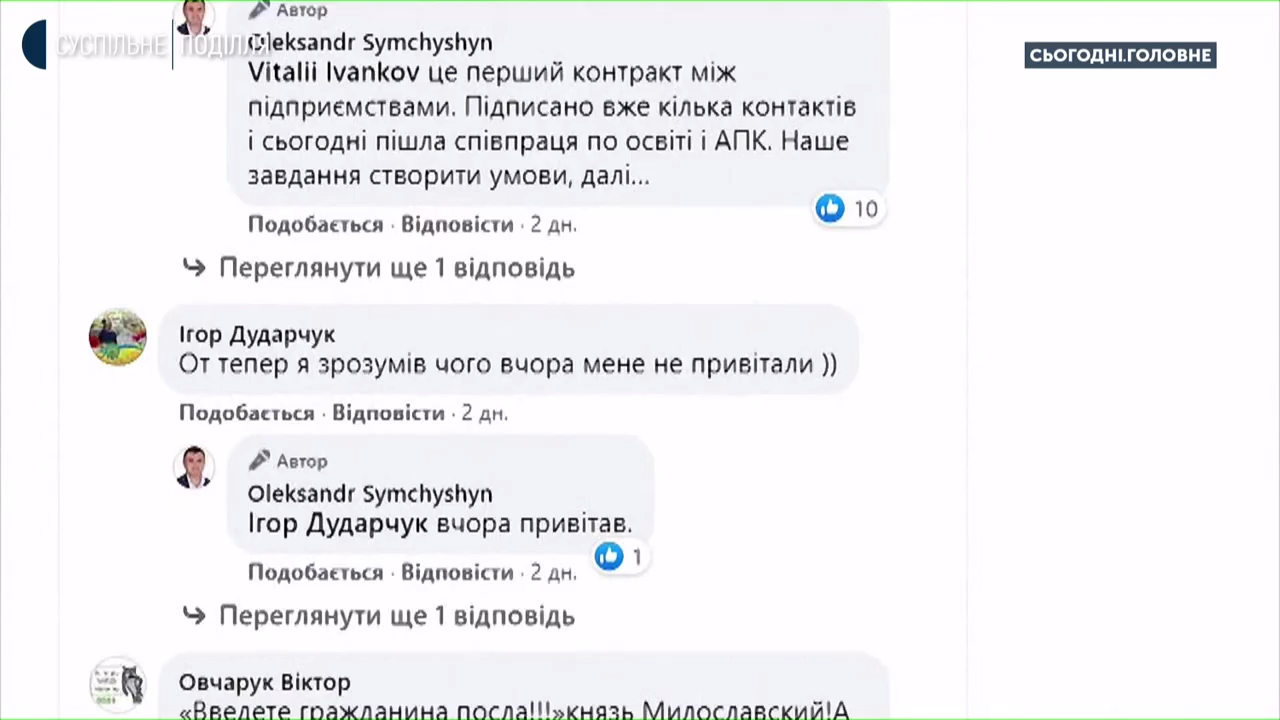 Автор
СУСПІЛЬНЕ ПОДІЛЛЯ
Oleksandr Symchyshyn
СЬОГОДНІ.ГОЛОВНЕ
Vitalii Ivankov це перший контракт між
підприємствами. Підписано вже кілька контактів
і сьогодні пішла співпраця по освіті і АПК. Наше
завдання створити умови, далі...
10
Подобається · Відповісти · 2 дн.
Переглянути ще 1 відповідь
Ігор Дударчук
От тепер я зрозумів чого вчора мене не привітали ))
Подобається · Відповісти · 2 дн.
Автор
Oleksandr Symchyshyn
Ігор Дударчук вчора привітав.
1
Подобається · Відповісти · 2 дн.
Переглянути ще 1 відповідь
Овчарук Віктор
«Введете гражданина посла!!!»князь Милославский!А